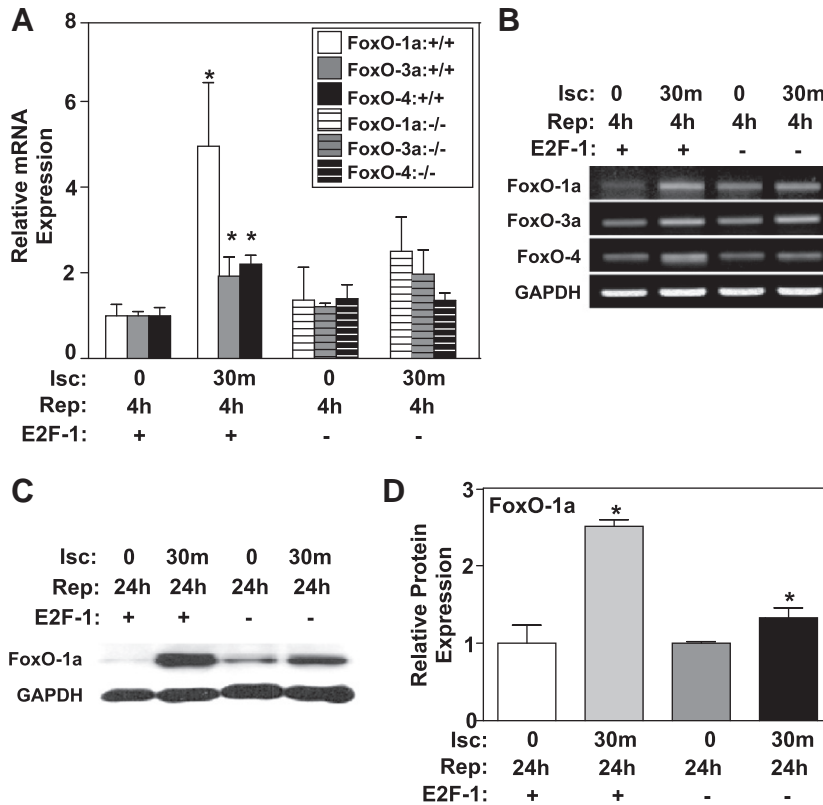 A
8
6
4
2
0
Relative mRNA
Expression
*
* *
FoxO-1a:+/+
FoxO-3a:+/+
FoxO-4:+/+
FoxO-1a:-/-
FoxO-3a:-/-
FoxO-4:-/-
Isc: 0 30m 0 30m
Rep: 4h 4h 4h 4h
E2F-1: + + - -
B
Isc: 0 30m 0 30m
Rep: 4h 4h 4h 4h
E2F-1: + + - -
FoxO-1a
FoxO-3a
FoxO-4
GAPDH
C
Isc: 0 30m 0 30m
Rep: 24h 24h 24h 24h
E2F-1: + + - -
FoxO-1a
GAPDH
D
3
2
1
0
Relative Protein
Expression
FoxO-1a
*
*
Isc: 0 30m 0 30m
Rep: 24h 24h 24h 24h
E2F-1: + + - -